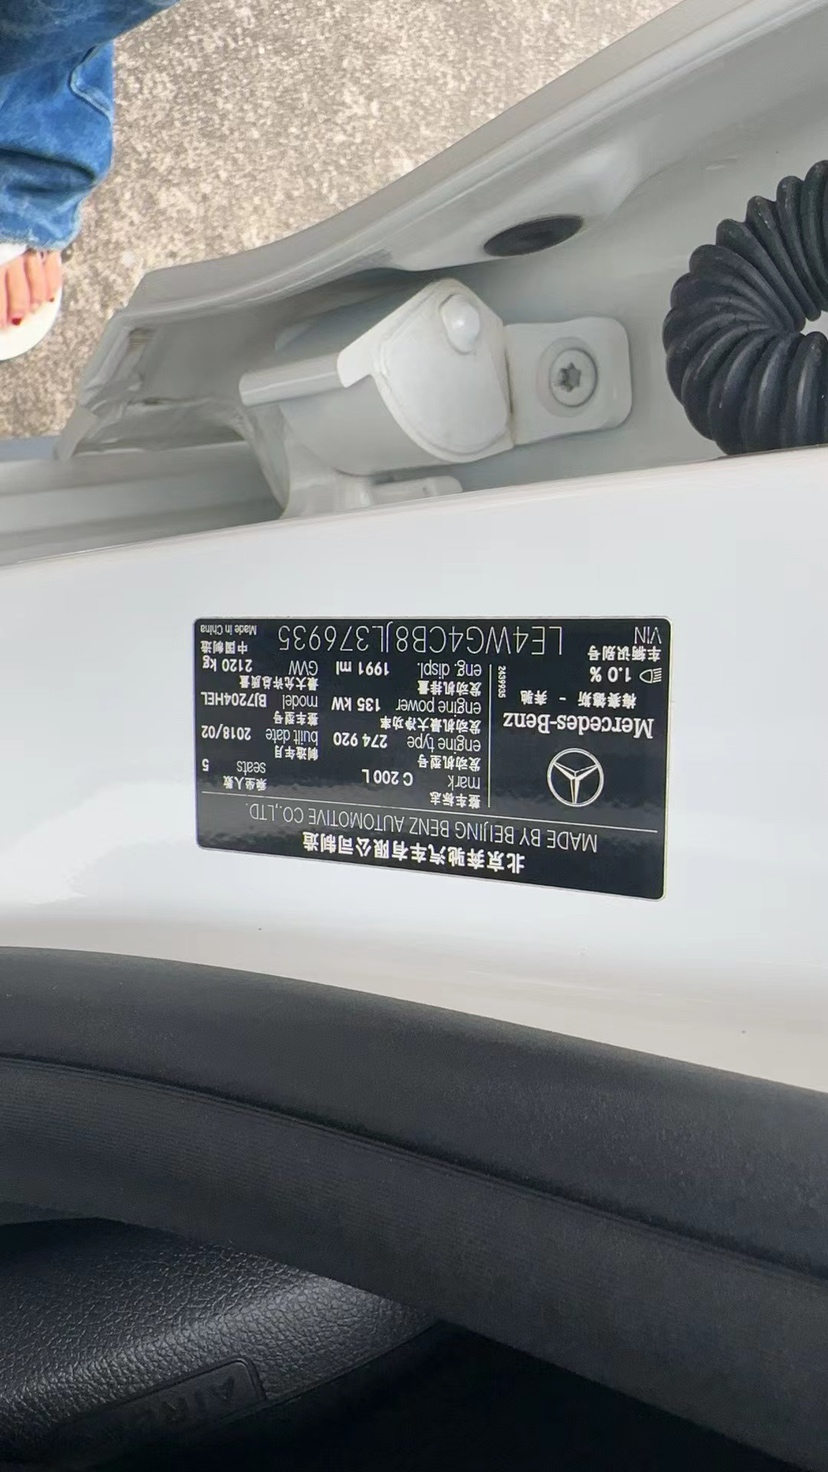 北京奔驰汽车有限公司制造
MADE BY BEIJING BENZ AUTOMOTIVE CO.,LTD.
Mercedes-Benz
梅赛德斯 - 奔驰
1.0 %
2639935
整车标志
mark C 200 L
乘坐人数
seats 5
发动机型号
engine type 274 920
制造年月
built date 2018/02
发动机最大净功率
engine power 135 kW
整车型号
model BJ7204HEL
发动机排量
eng. displ. 1991 ml
最大允许总质量
GVW 2120 kg
车辆识别号
VIN LE4WG4CB8JL376935
中国制造
Made in China